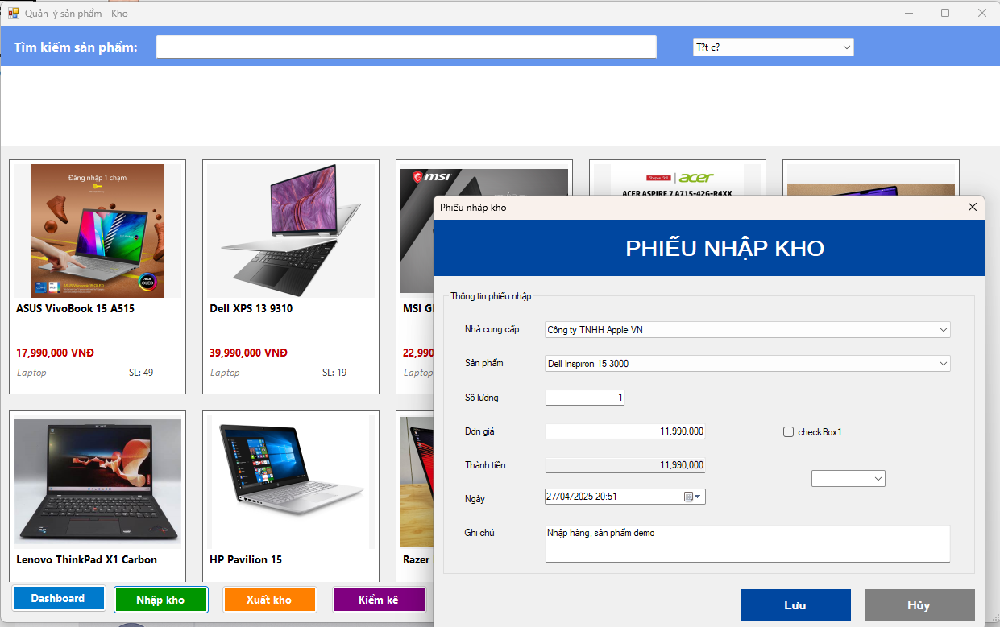 Quản lý sản phẩm - Kho
Tìm kiếm sản phẩm:
T?t c?
Đăng nhập 1 chạm
ASUS VivoBook 15 OLED
ASUS VivoBook 15 A515
17,990,000 VNĐ
Laptop
SL: 49
Dell XPS 13 9310
39,990,000 VNĐ
Laptop
SL: 19
msi
MSI G
22,990
Laptop
acer
ACER ASPIRE 7 A715-42G-R4XX
Lenovo ThinkPad X1 Carbon
HP Pavilion 15
Razer
Dashboard
Nhập kho
Xuất kho
Kiểm kê
Phiếu nhập kho
PHIẾU NHẬP KHO
Thông tin phiếu nhập
Nhà cung cấp
Công ty TNHH Apple VN
Sản phẩm
Dell Inspiron 15 3000
Số lượng
1
Đơn giá
11,990,000
checkBox1
Thành tiền
11,990,000
Ngày
27/04/2025 20:51
Ghi chú
Nhập hàng, sản phẩm demo
Lưu
Hủy